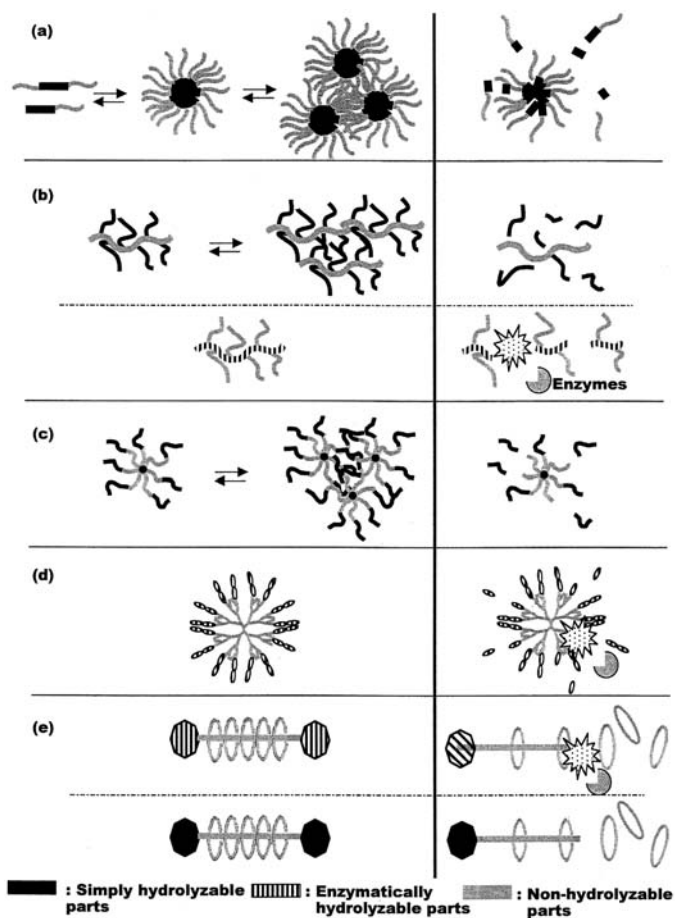 (a)
(b)
Enzymes
(c)
(d)
(e)
: Simply hydrolyzable
parts
: Enzymatically
hydrolyzable parts
: Non-hydrolyzable
parts